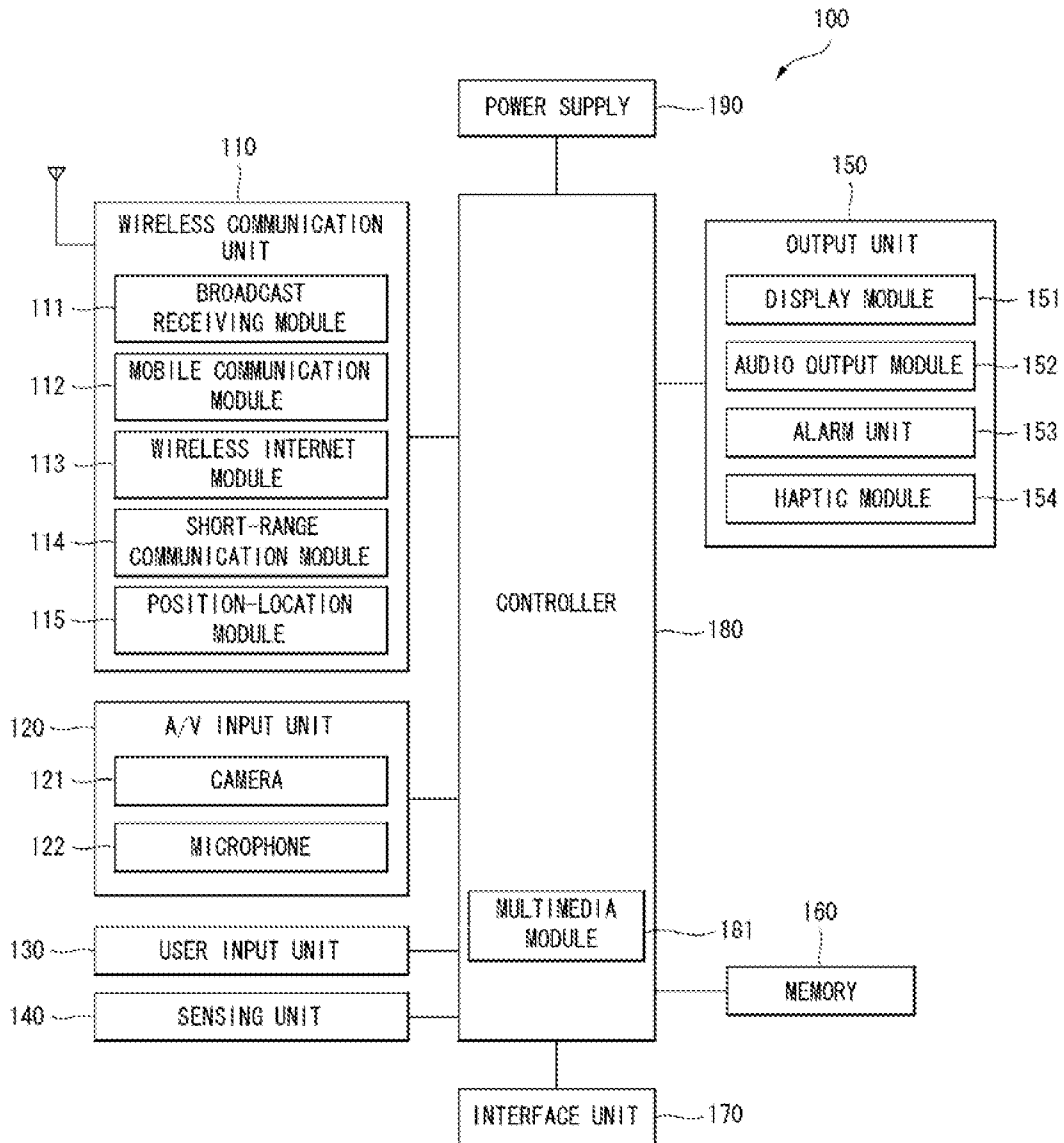 100
POWER SUPPLY
190
110
WIRELESS COMMUNICATION
UNIT
111
BROADCAST
RECEIVING MODULE
112
MOBILE COMMUNICATION
MODULE
113
WIRELESS INTERNET
MODULE
114
SHORT-RANGE
COMMUNICATION MODULE
115
POSITION-LOCATION
MODULE
120
A/V INPUT UNIT
121
CAMERA
122
MICROPHONE
130
USER INPUT UNIT
140
SENSING UNIT
CONTROLLER
180
MULTIMEDIA
MODULE
181
150
OUTPUT UNIT
DISPLAY MODULE
151
AUDIO OUTPUT MODULE
152
ALARM UNIT
153
HAPTIC MODULE
154
160
MEMORY
INTERFACE UNIT
170